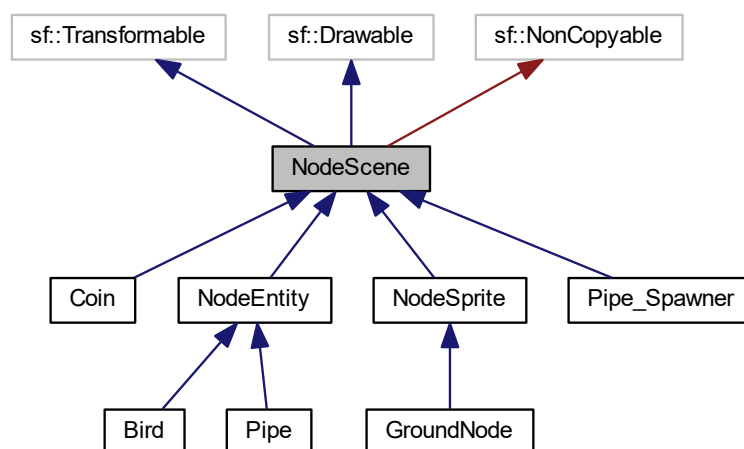 sf::Transformable
sf::Drawable
sf::NonCopyable
NodeScene
Coin
NodeEntity
NodeSprite
Pipe_Spawner
Bird
Pipe
GroundNode